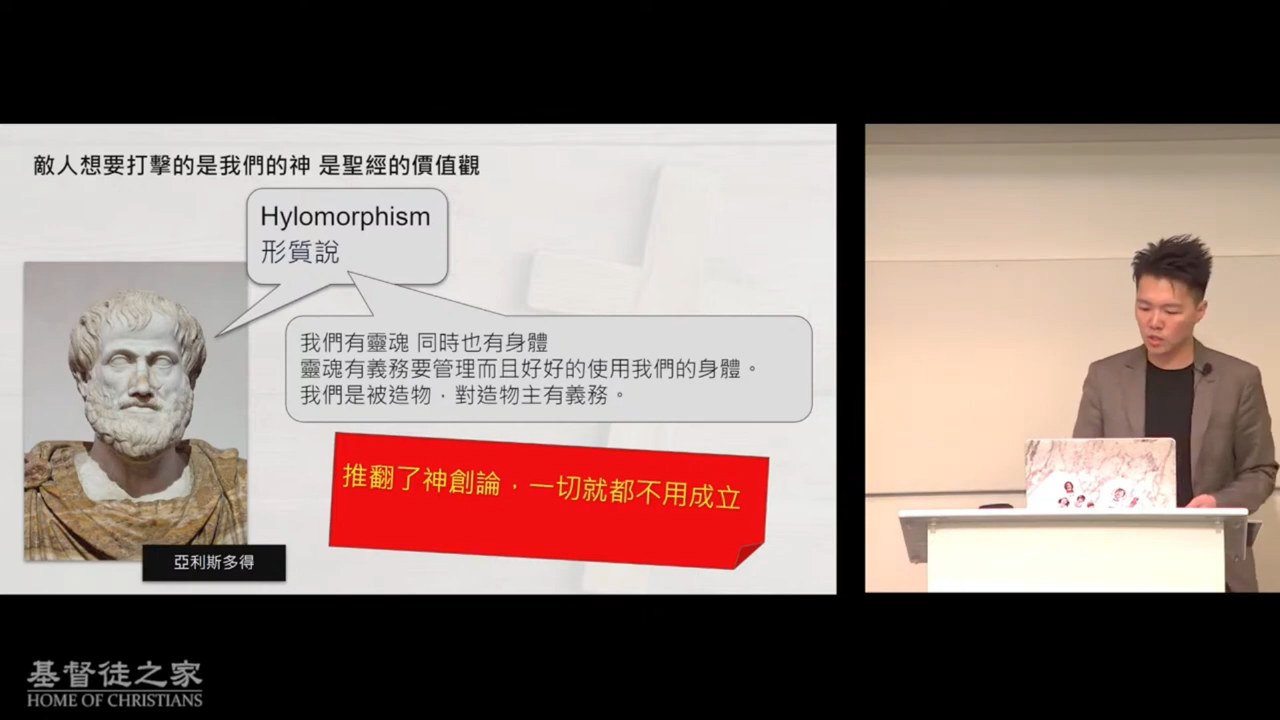 敵人想要打擊的是我們的神 是聖經的價值觀
Hylomorphism
形質說
我們有靈魂 同時也有身體
靈魂有義務要管理而且好好的使用我們的身體。
我們是被造物，對造物主有義務。
推翻了神創論，一切就都不用成立
亞利斯多得
基督徒之家
HOME OF CHRISTIANS